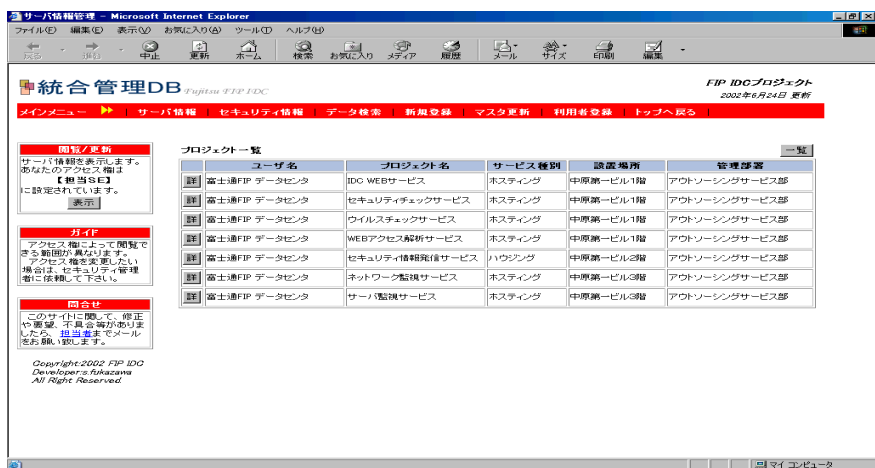 サーバ情報管理 - Microsoft Internet Explorer
ファイル(F) 編集(E) 表示(V) お気に入り(A) ツール(T) ヘルプ(H)
戻る 進む 中止 更新 ホーム 検索 お気に入り メディア 履歴 メール サイズ 印刷 編集
統合管理DB Fujitsu FIP IDC
FIP IDCプロジェクト
2002年6月24日 更新
メインメニュー サーバ情報 セキュリティ情報 データ検索 新規登録 マスタ更新 利用者登録 トップへ戻る
閲覧/更新
サーバ情報を表示します。
あなたのアクセス権は
【担当SE】
に設定されています。
表示
ガイド
アクセス権によって閲覧で
きる範囲が異なります。
アクセス権を変更したい
場合は、セキュリティ管理
者に依頼して下さい。
問合せ
このサイトに関して、修正
や要望、不具合等がありま
したら、担当者までメール
をお願い致します。
Copyright:2002 FIP IDC
Developer:s.fukazawa
All Right Reserved.
プロジェクト一覧 一覧
ユーザ名 プロジェクト名 サービス種別 設置場所 管理部署
詳 富士通FIP データセンタ IDC WEBサービス ホスティング 中原第一ビル1階 アウトソーシングサービス部
詳 富士通FIP データセンタ セキュリティチェックサービス ホスティング 中原第一ビル1階 アウトソーシングサービス部
詳 富士通FIP データセンタ ウイルスチェックサービス ホスティング 中原第一ビル1階 アウトソーシングサービス部
詳 富士通FIP データセンタ WEBアクセス解析サービス ホスティング 中原第一ビル1階 アウトソーシングサービス部
詳 富士通FIP データセンタ セキュリティ情報発信サービス ハウジング 中原第一ビル2階 アウトソーシングサービス部
詳 富士通FIP データセンタ ネットワーク監視サービス ホスティング 中原第一ビル3階 アウトソーシングサービス部
詳 富士通FIP データセンタ サーバ監視サービス ホスティング 中原第一ビル3階 アウトソーシングサービス部
マイ コンピュータ